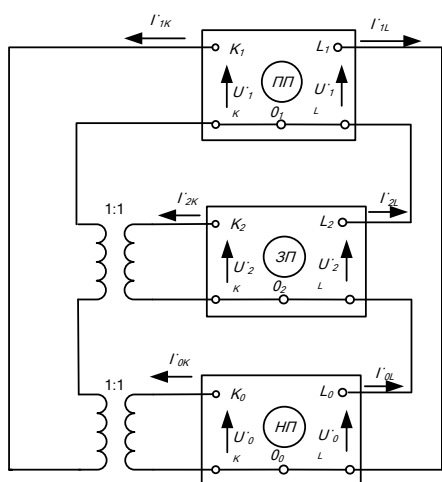 I˙1K
I˙1L
K1
L1
ПП
U˙1
K
U˙1
L
01
1:1
I˙2K
I˙2L
K2
L2
ЗП
U˙2
K
U˙2
L
02
1:1
I˙0K
I˙0L
K0
L0
НП
U˙0
K
U˙0
L
00